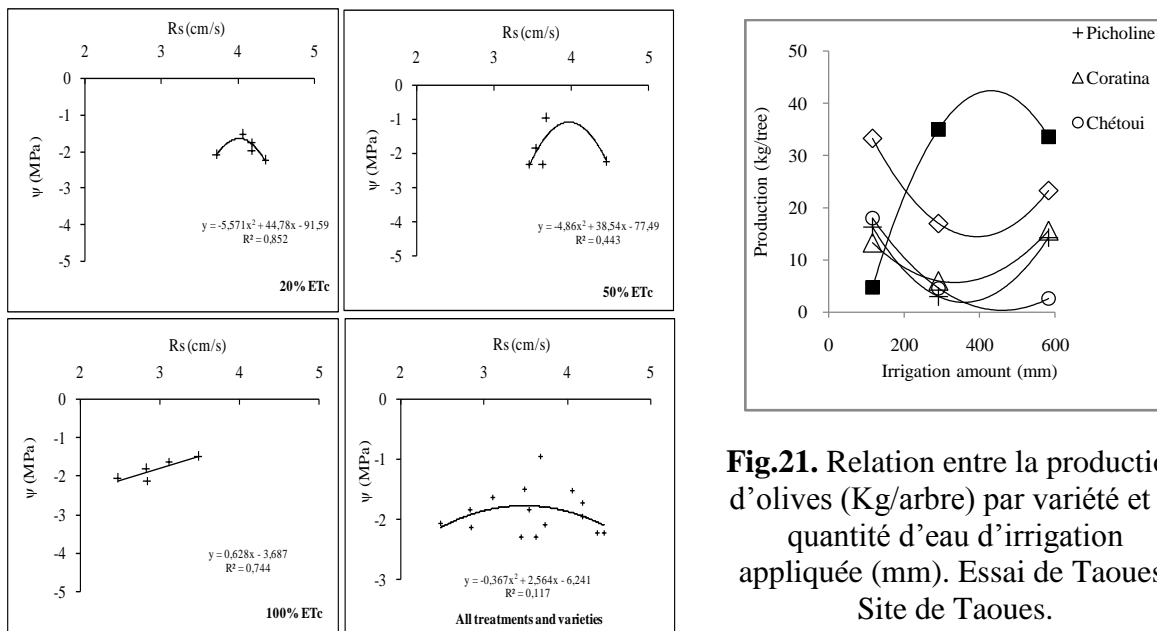 Rs (cm/s)
2 3 4 5
0
-1
-2
-3
-4
-5
ψ (MPa)
y = -5,571x² + 44,78x - 91,59
R² = 0,852
20% ETc
Rs (cm/s)
2 3 4 5
0
-1
-2
-3
-4
-5
ψ (MPa)
y = -4,86x² + 38,54x - 77,49
R² = 0,443
50% ETc
Rs (cm/s)
2 3 4 5
0
-1
-2
-3
-4
-5
ψ (MPa)
y = 0,628x - 3,687
R² = 0,744
100% ETc
Rs (cm/s)
2 3 4 5
0
-1
-2
-3
ψ (MPa)
y = -0,367x² + 2,564x - 6,241
R² = 0,117
All treatments and varieties
50
40
30
20
10
0
Production (kg/tree)
0 200 400 600
Irrigation amount (mm)
Picholine
Coratina
Chétoui
Fig.21. Relation entre la productio
d’olives (Kg/arbre) par variété et
quantité d’eau d’irrigation
appliquée (mm). Essai de Taoues
Site de Taoues.